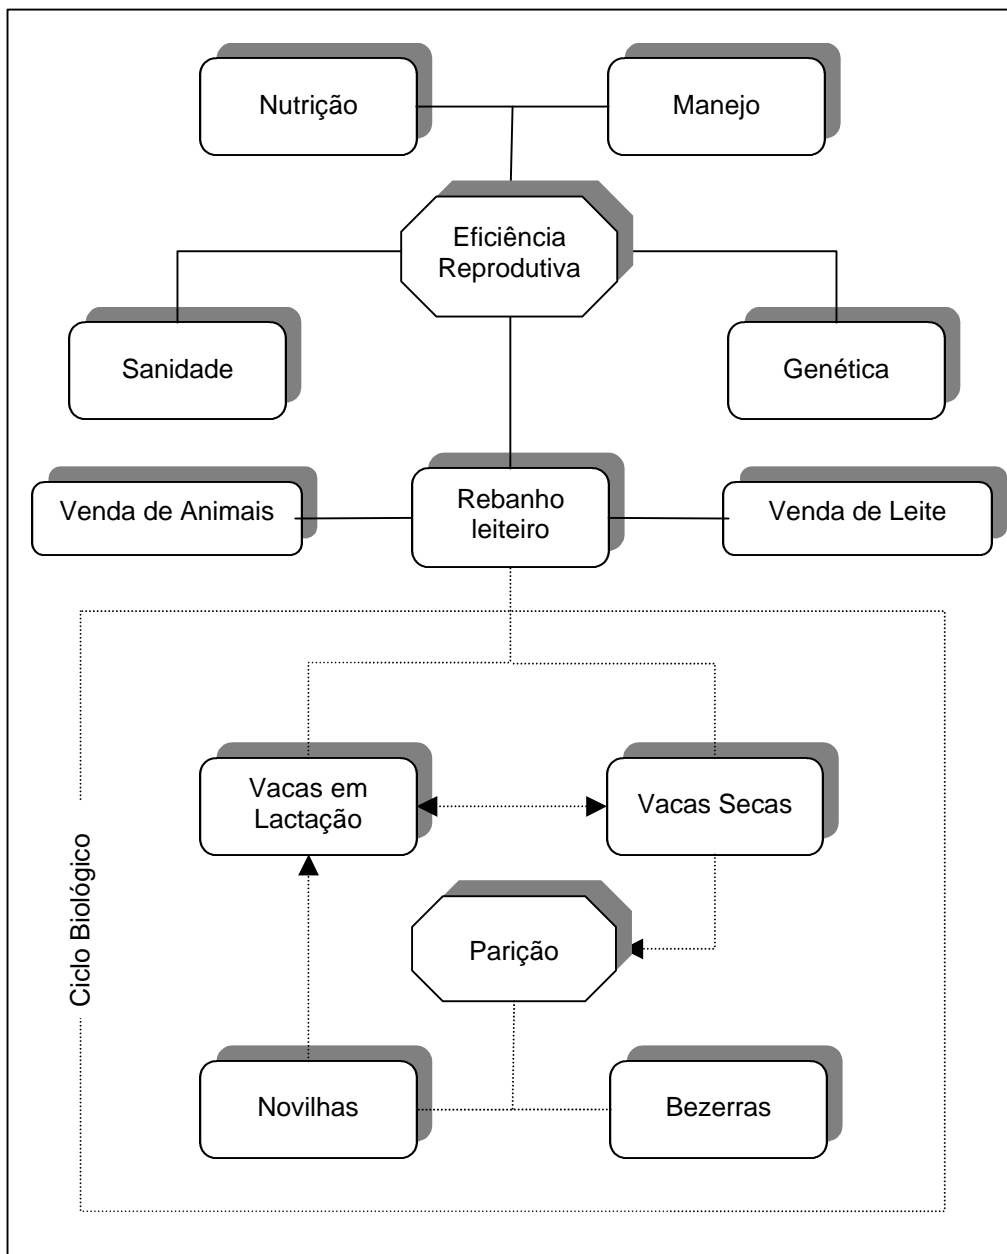 Nutrição
Manejo
Eficiência
Reprodutiva
Sanidade
Genética
Venda de Animais
Rebanho
leiteiro
Venda de Leite
Vacas em
Lactação
Vacas Secas
Ciclo Biológico
Parição
Novilhas
Bezerras